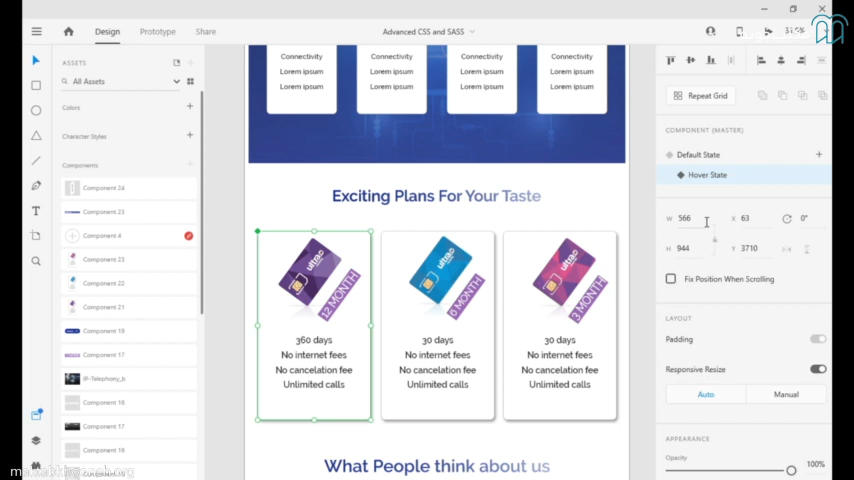 Design
Prototype
Share
Advanced CSS and SASS
ASSETS
All Assets
Colors
Character Styles
Components
Component 24
Component 23
Component 4
Component 23
Component 22
Component 21
Component 19
Component 17
IP-Telephony_b
Component 16
Component 17
Component 18
Connectivity
Lorem ipsum
Lorem ipsum
Connectivity
Lorem ipsum
Lorem ipsum
Connectivity
Lorem ipsum
Lorem ipsum
Connectivity
Lorem ipsum
Lorem ipsum
Exciting Plans For Your Taste
ultra
12 MONTH
360 days
No internet fees
No cancelation fee
Unlimited calls
ultra
6 MONTH
30 days
No internet fees
No cancelation fee
Unlimited calls
ultra
3 MONTH
30 days
No internet fees
No cancelation fee
Unlimited calls
What People think about us
Repeat Grid
COMPONENT (MASTER)
Default State
Hover State
W 566 X 63 0°
H 944 Y 3710
Fix Position When Scrolling
LAYOUT
Padding
Responsive Resize
Auto Manual
APPEARANCE
Opacity
100%